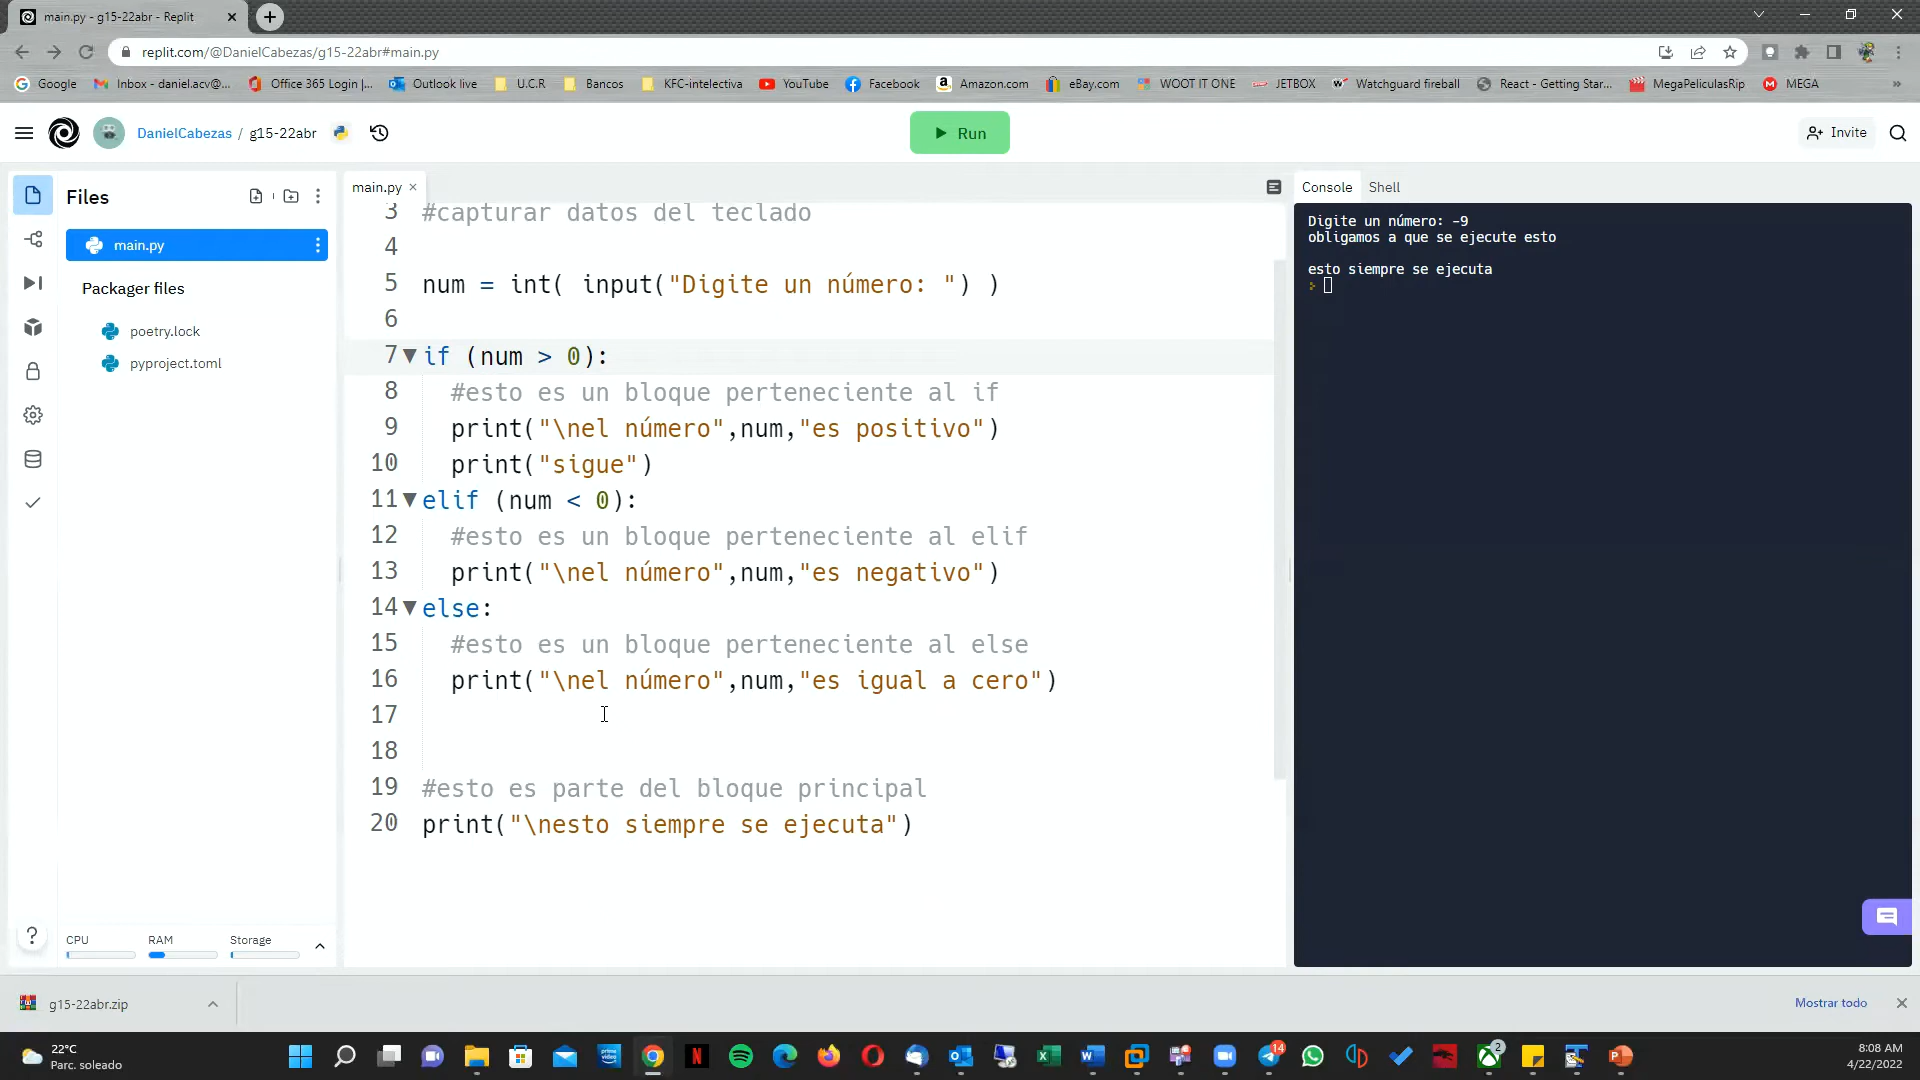 main.py - g15-22abr - Replit
replit.com/@DanielCabezas/g15-22abr#main.py
Google Inbox - daniel.acv@... Office 365 Login |... Outlook live U.C.R Bancos KFC-intelectiva YouTube Facebook Amazon.com eBay.com WOOT IT ONE JETBOX Watchguard fireball React - Getting Star... MegaPeliculasRip MEGA »
DanielCabezas / g15-22abr
Run
Invite
Files
main.py
Packager files
poetry.lock
pyproject.toml
CPU RAM Storage
main.py
3 #capturar datos del teclado
4
5 num = int( input("Digite un número: ") )
6
7 if (num > 0):
8 #esto es un bloque perteneciente al if
9 print("\nel número",num,"es positivo")
10 print("sigue")
11 elif (num < 0):
12 #esto es un bloque perteneciente al elif
13 print("\nel número",num,"es negativo")
14 else:
15 #esto es un bloque perteneciente al else
16 print("\nel número",num,"es igual a cero")
17
18
19 #esto es parte del bloque principal
20 print("\nesto siempre se ejecuta")
Console Shell
Digite un número: -9
obligamos a que se ejecute esto
esto siempre se ejecuta
g15-22abr.zip
Mostrar todo
22°C
Parc. soleado
14
2
8:08 AM
4/22/2022